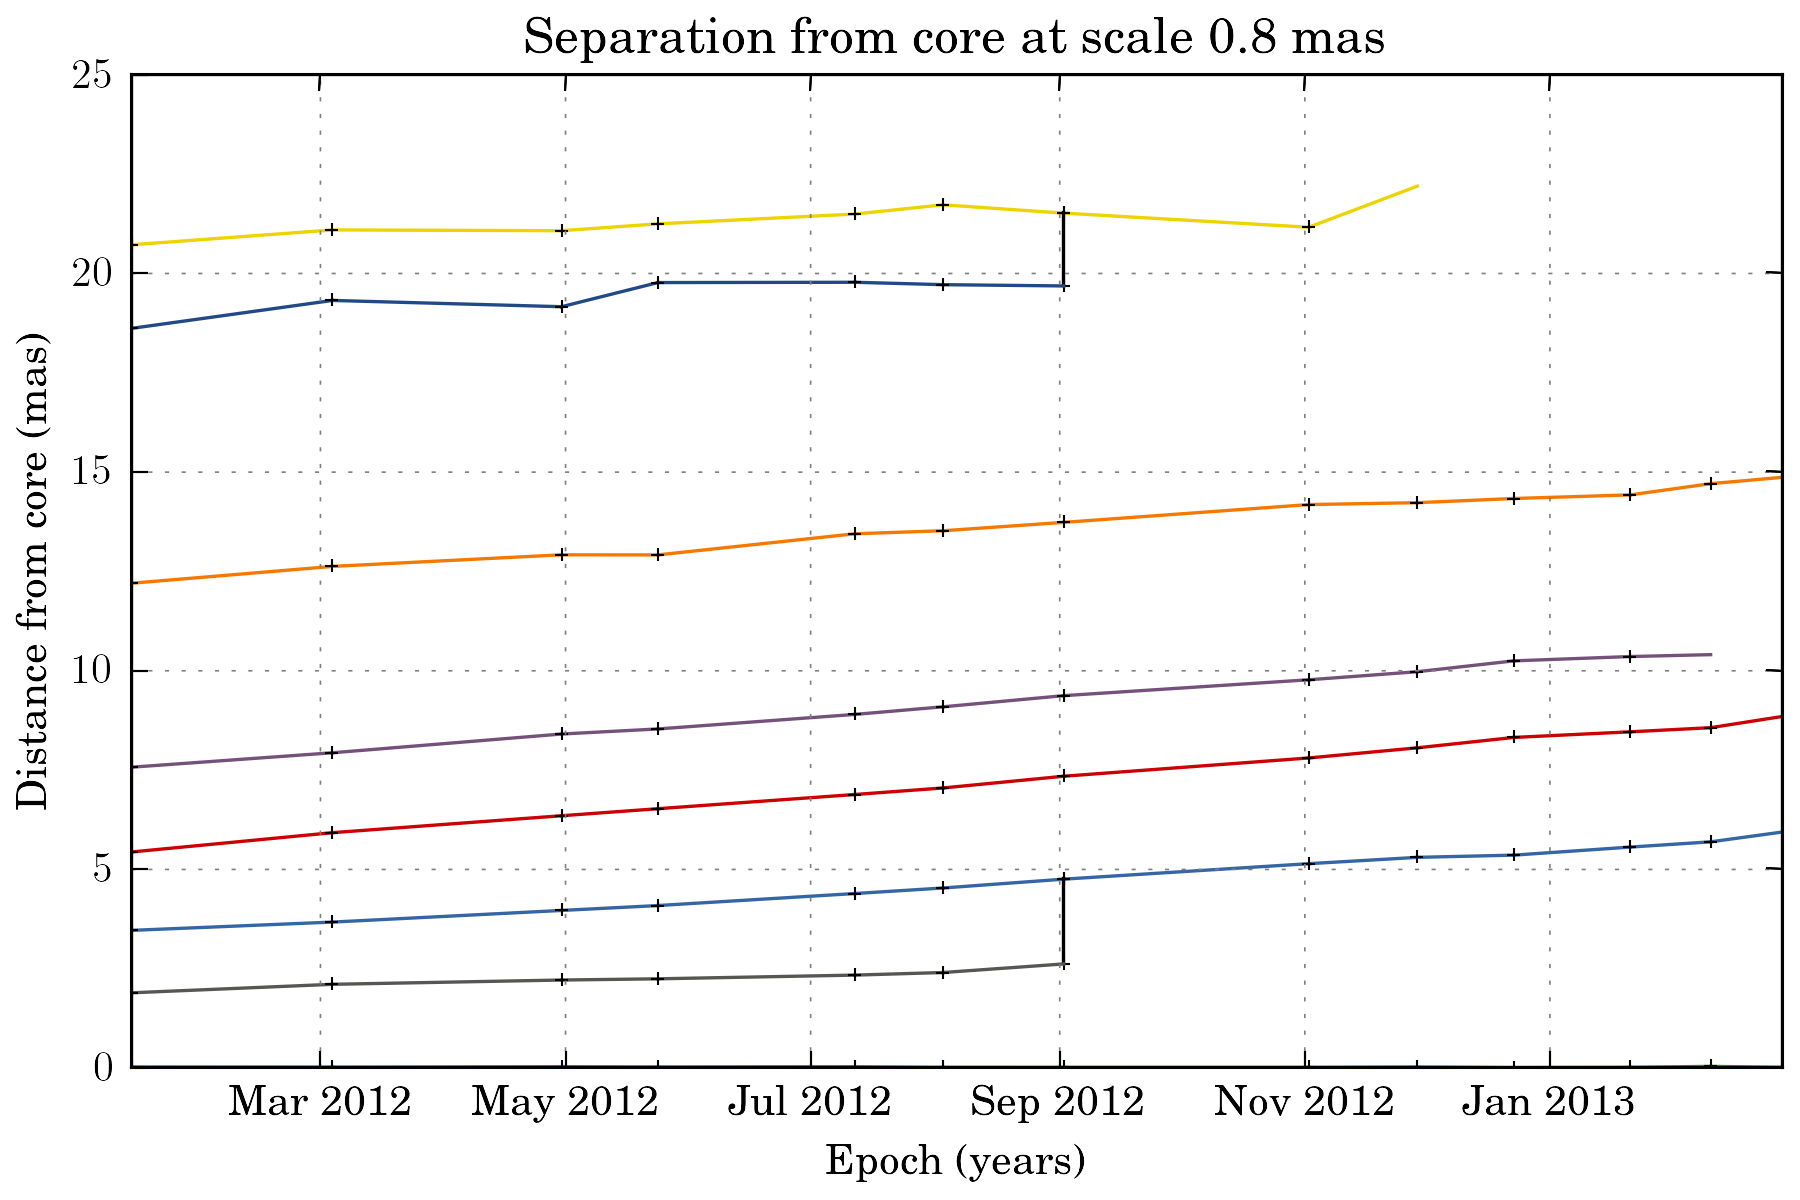 Separation from core at scale 0.8 mas
25
20
15
10
5
0
Distance from core (mas)
Mar 2012 May 2012 Jul 2012 Sep 2012 Nov 2012 Jan 2013
Epoch (years)